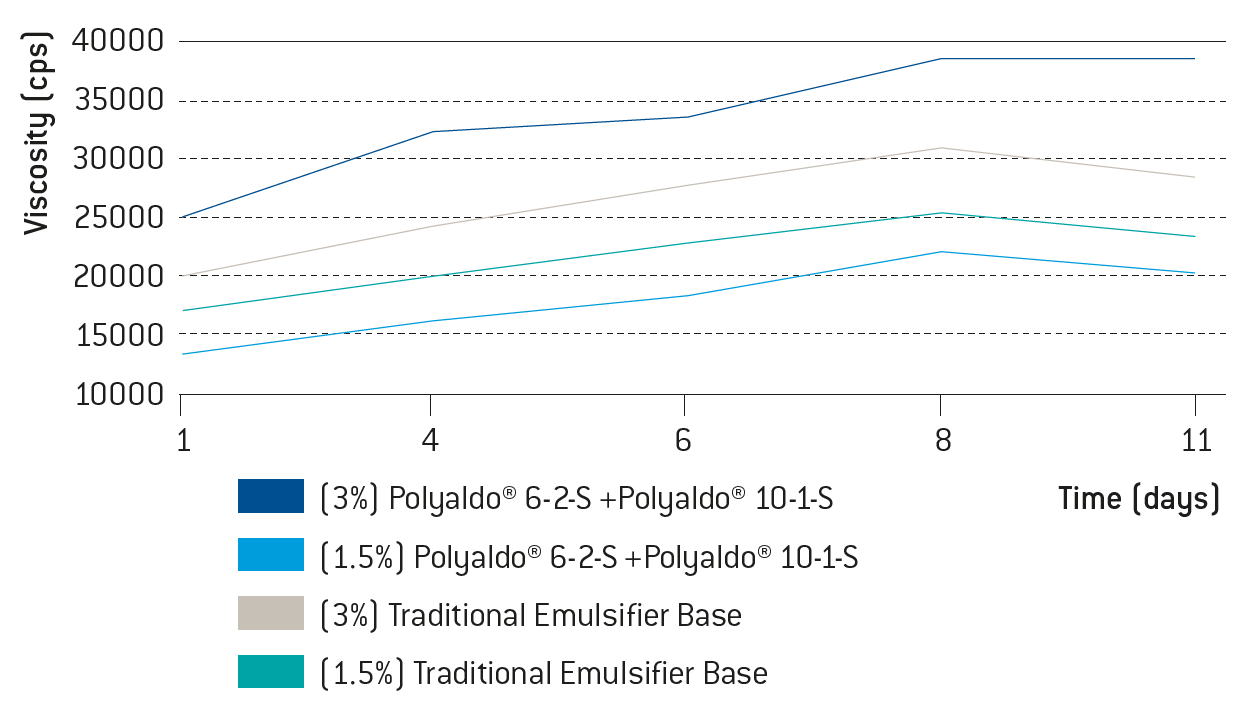 Viscosity (cps)
40000
35000
30000
25000
20000
15000
10000
1 4 6 8 11
Time (days)
(3%) Polyaldo® 6-2-S +Polyaldo® 10-1-S
(1.5%) Polyaldo® 6-2-S +Polyaldo® 10-1-S
(3%) Traditional Emulsifier Base
(1.5%) Traditional Emulsifier Base